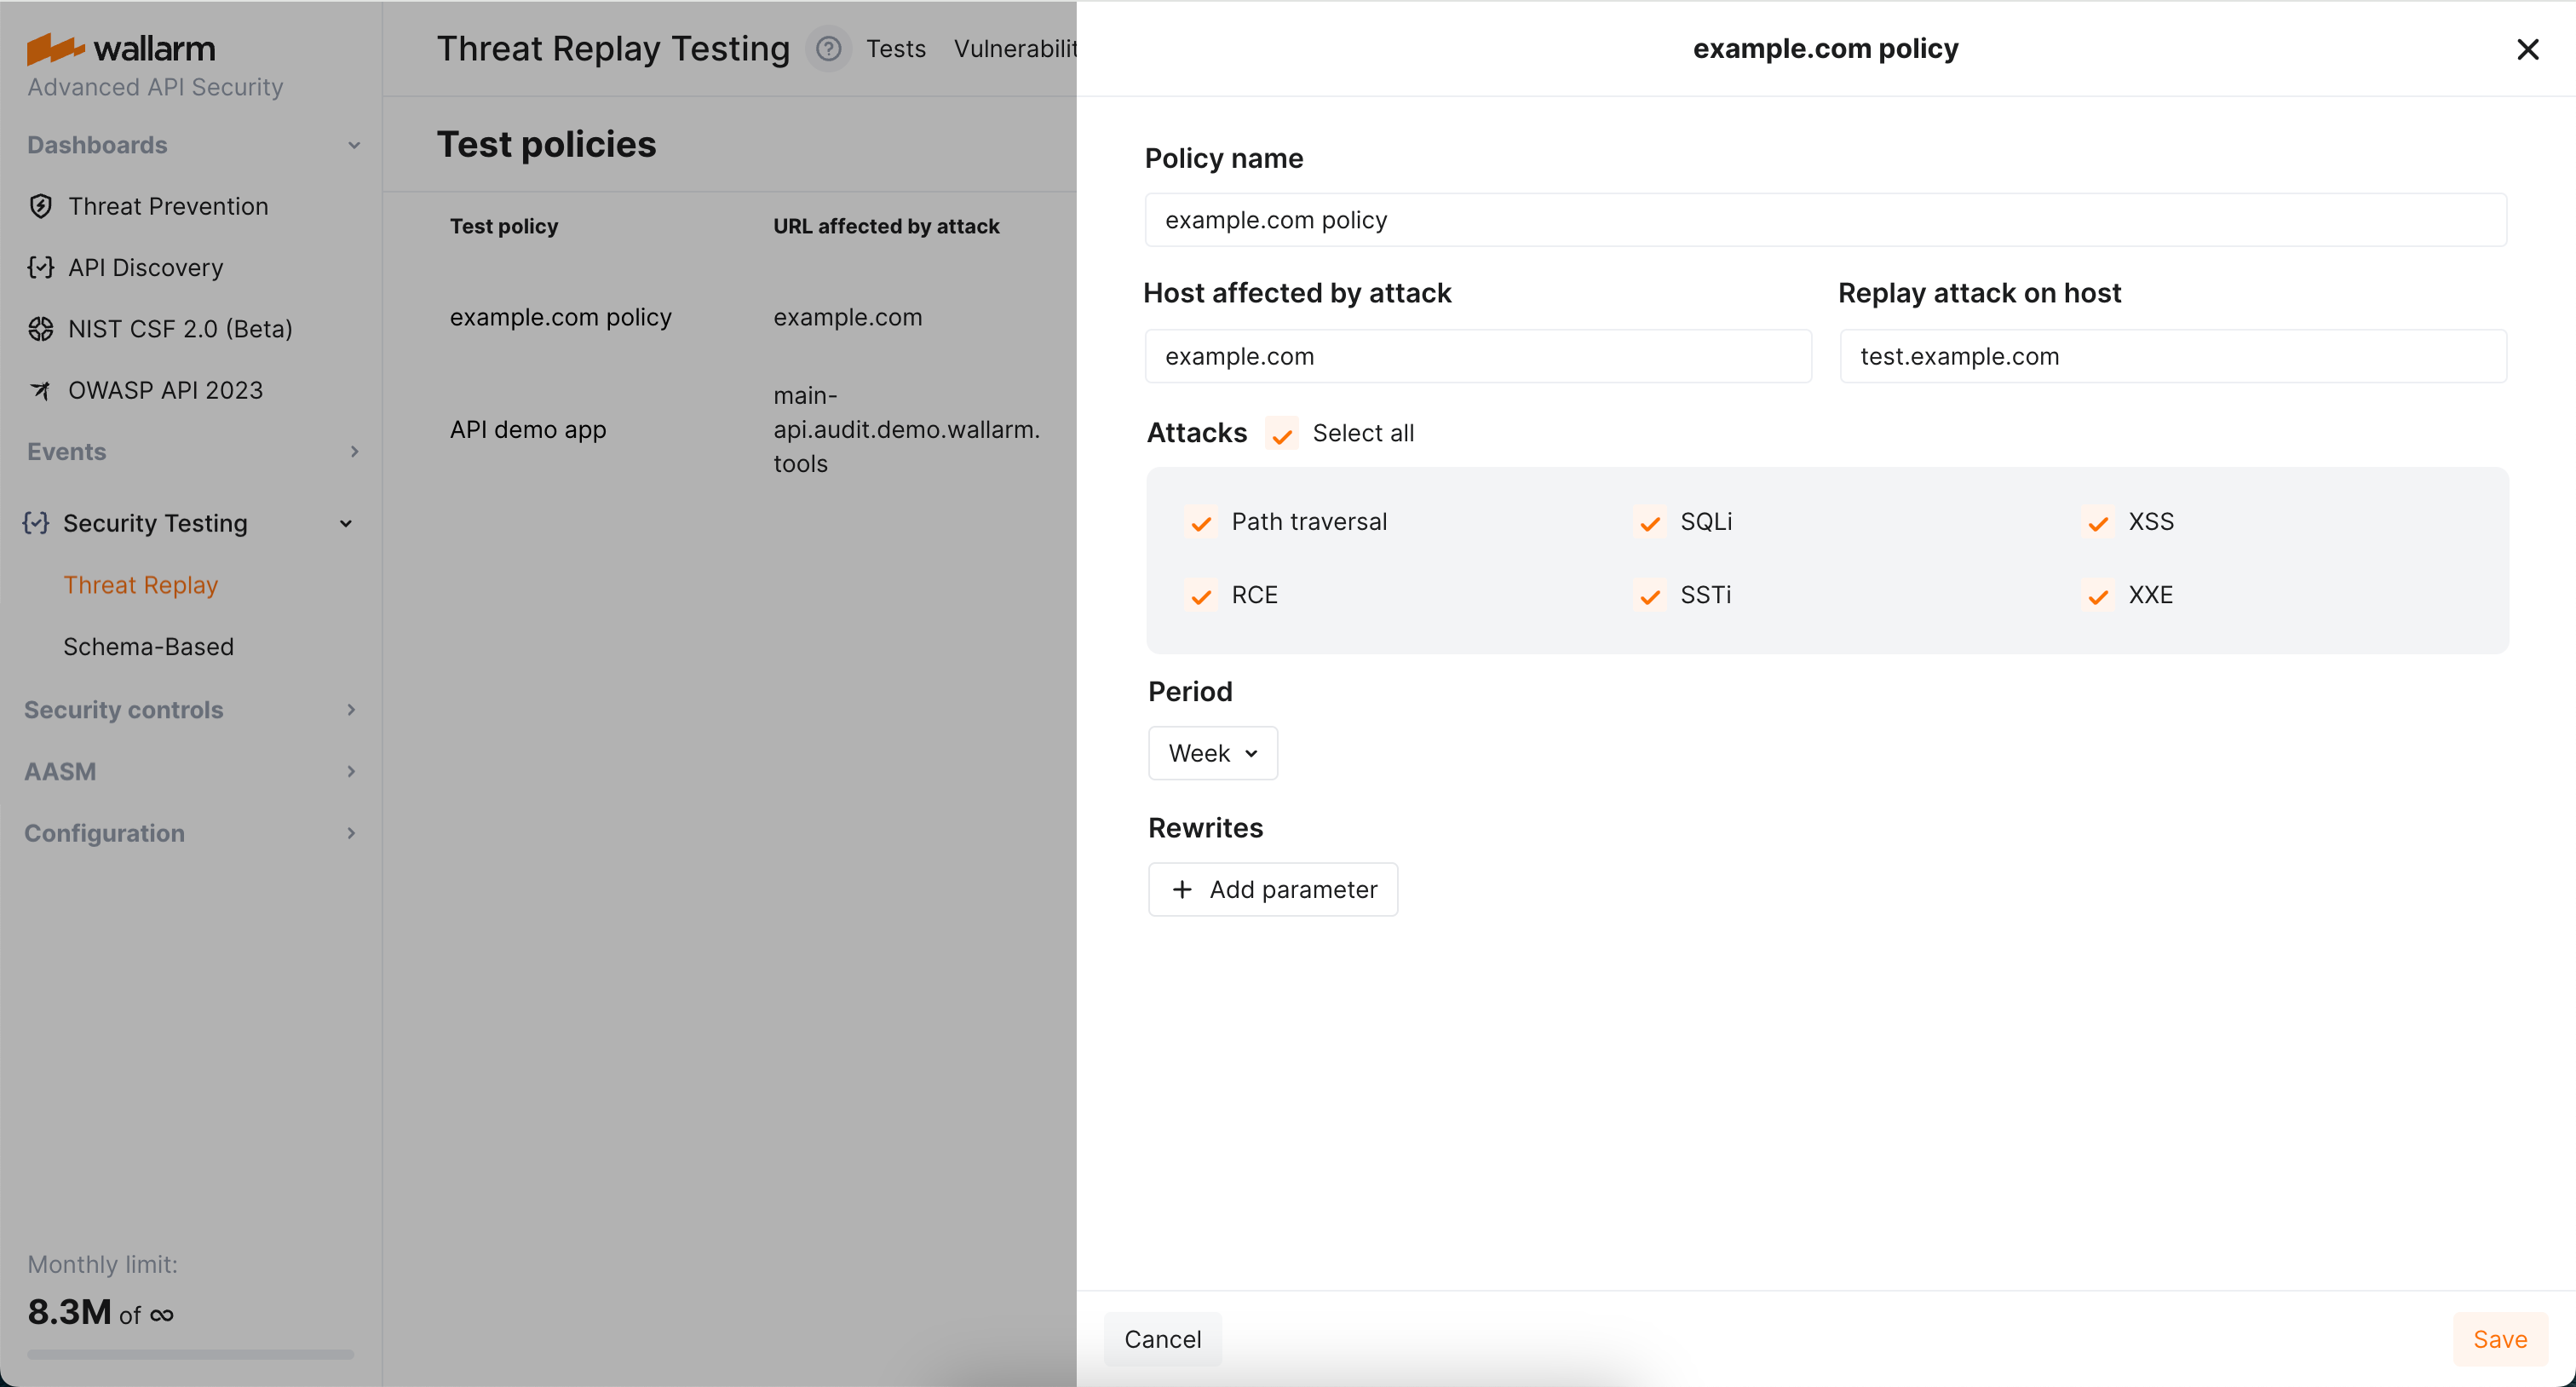 wallarm
Advanced API Security
Dashboards
Threat Prevention
API Discovery
NIST CSF 2.0 (Beta)
OWASP API 2023
Events
Security Testing
Threat Replay
Schema-Based
Security controls
AASM
Configuration
Monthly limit:
8.3M of ∞
Threat Replay Testing ? Tests Vulnerabilit
Test policies
Test policy URL affected by attack
example.com policy example.com
API demo app main-
api.audit.demo.wallarm.
tools
example.com policy
Policy name
example.com policy
Host affected by attack Replay attack on host
example.com test.example.com
Attacks Select all
Path traversal SQLi XSS
RCE SSTi XXE
Period
Week
Rewrites
+ Add parameter
Cancel Save